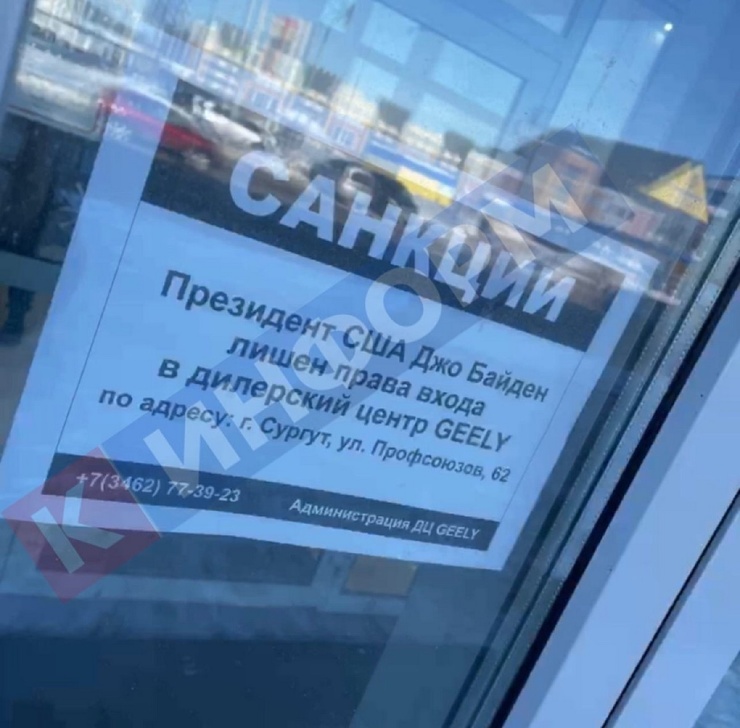 САНКЦИИ
Президент США Джо Байден
лишен права входа
в дилерский центр GEELY
по адресу: г. Сургут, ул. Профсоюзов, 62
+7(3462) 77-39-23
Администрация ДЦ GEELY
К ИНФОРМ